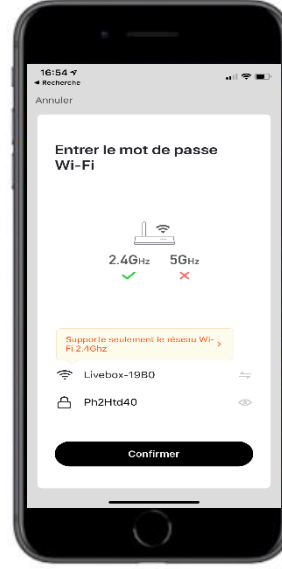 16:54
◀ Recherche
Annuler
Entrer le mot de passe
Wi-Fi
2.4GHz 5GHz
Supporte seulement le réseau Wi-
Fi 2.4Ghz
Livebox-19B0
Ph2Htd40
Confirmer